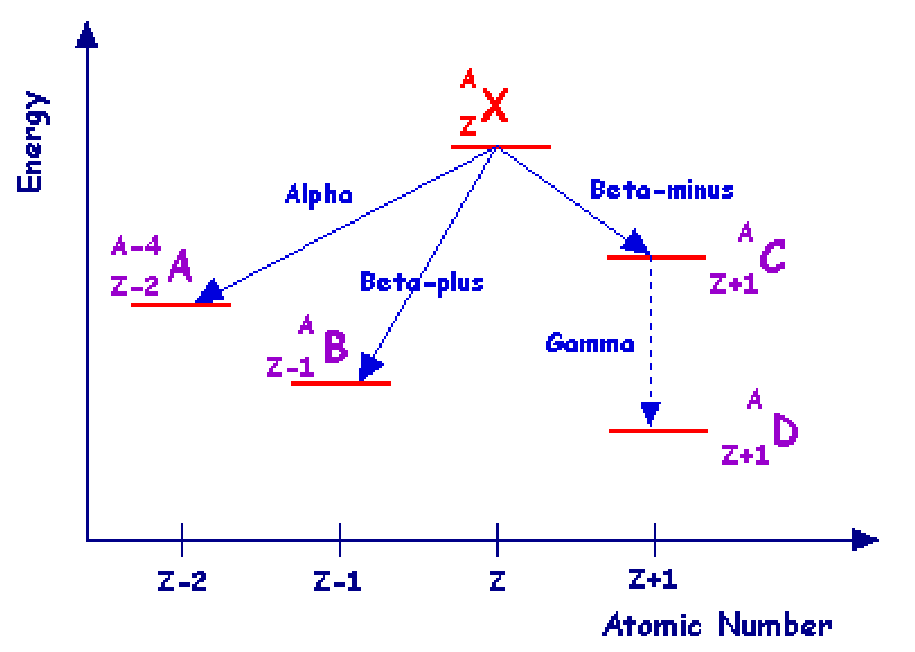 Energy
A
Z X
Alpha
Beta-minus
A-4
Z-2 A
A
Z+1 C
Beta-plus
A
Z-1 B
Gamma
A
Z+1 D
Z-2 Z-1 Z Z+1
Atomic Number